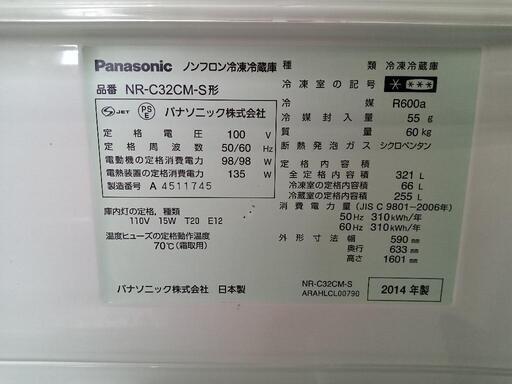 Panasonic ノンフロン冷凍冷蔵庫
品番 NR-C32CM-S形
S JET PS E パナソニック株式会社
定格電圧 100 V
定格周波数 50/60 Hz
電動機の定格消費電力 98/98 W
電熱装置の定格消費電力 135 W
製造番号 A 4511745
庫内灯の定格,種類
110V 15W T20 E12
温度ヒューズの定格動作温度
70℃(霜取用)
パナソニック株式会社 日本製
種類 冷凍冷蔵庫
冷凍室の記号 ****
冷媒 R600a
冷媒封入量 55 g
質量 60 kg
断熱発泡ガス シクロペンタン
定格内容積
全定格内容積 321 L
冷凍室の定格内容積 66 L
冷蔵室の定格内容積 255 L
消費電力量(JIS C 9801-2006年)
50Hz 310 kWh/年
60Hz 310 kWh/年
外形寸法 幅 590 mm
奥行 633 mm
高さ 1601 mm
NR-C32CM-S
ARAHLCL00790
2014年製